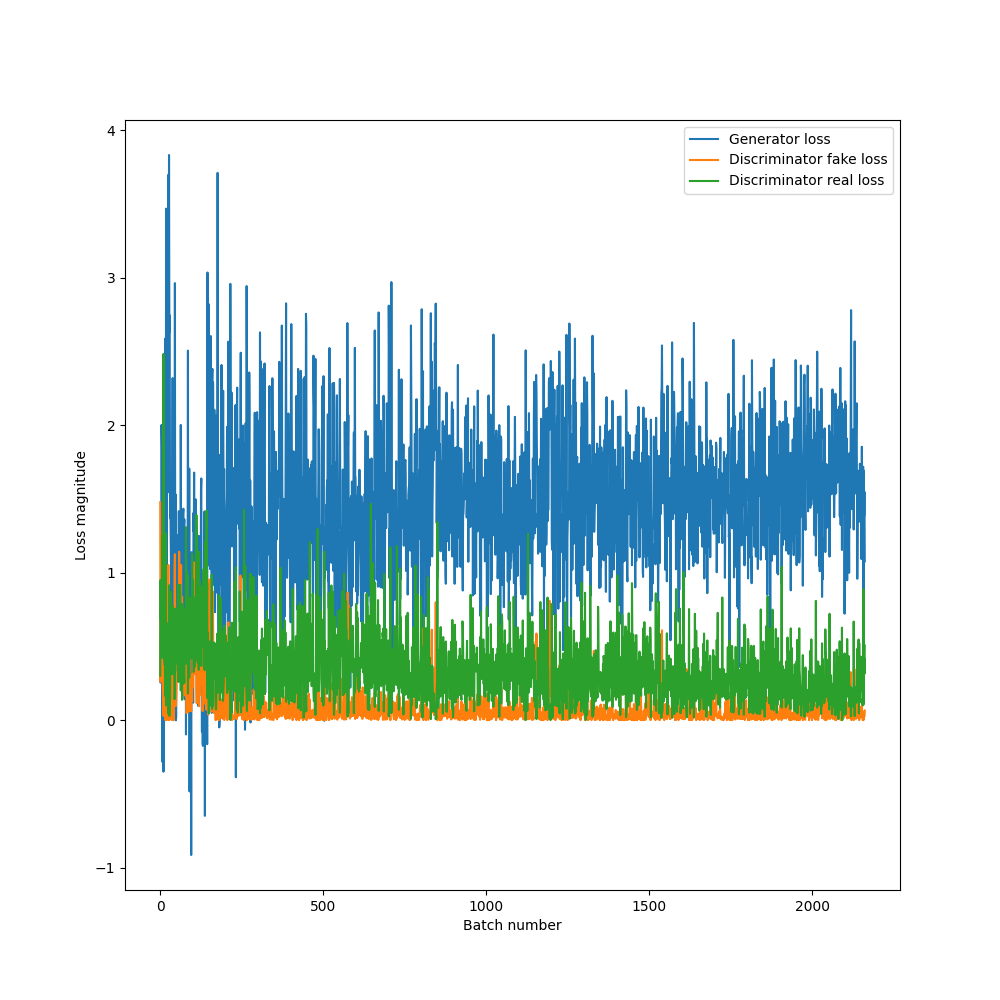 Generator loss
Discriminator fake loss
Discriminator real loss
4
3
2
1
0
−1
Loss magnitude
0 500 1000 1500 2000
Batch number